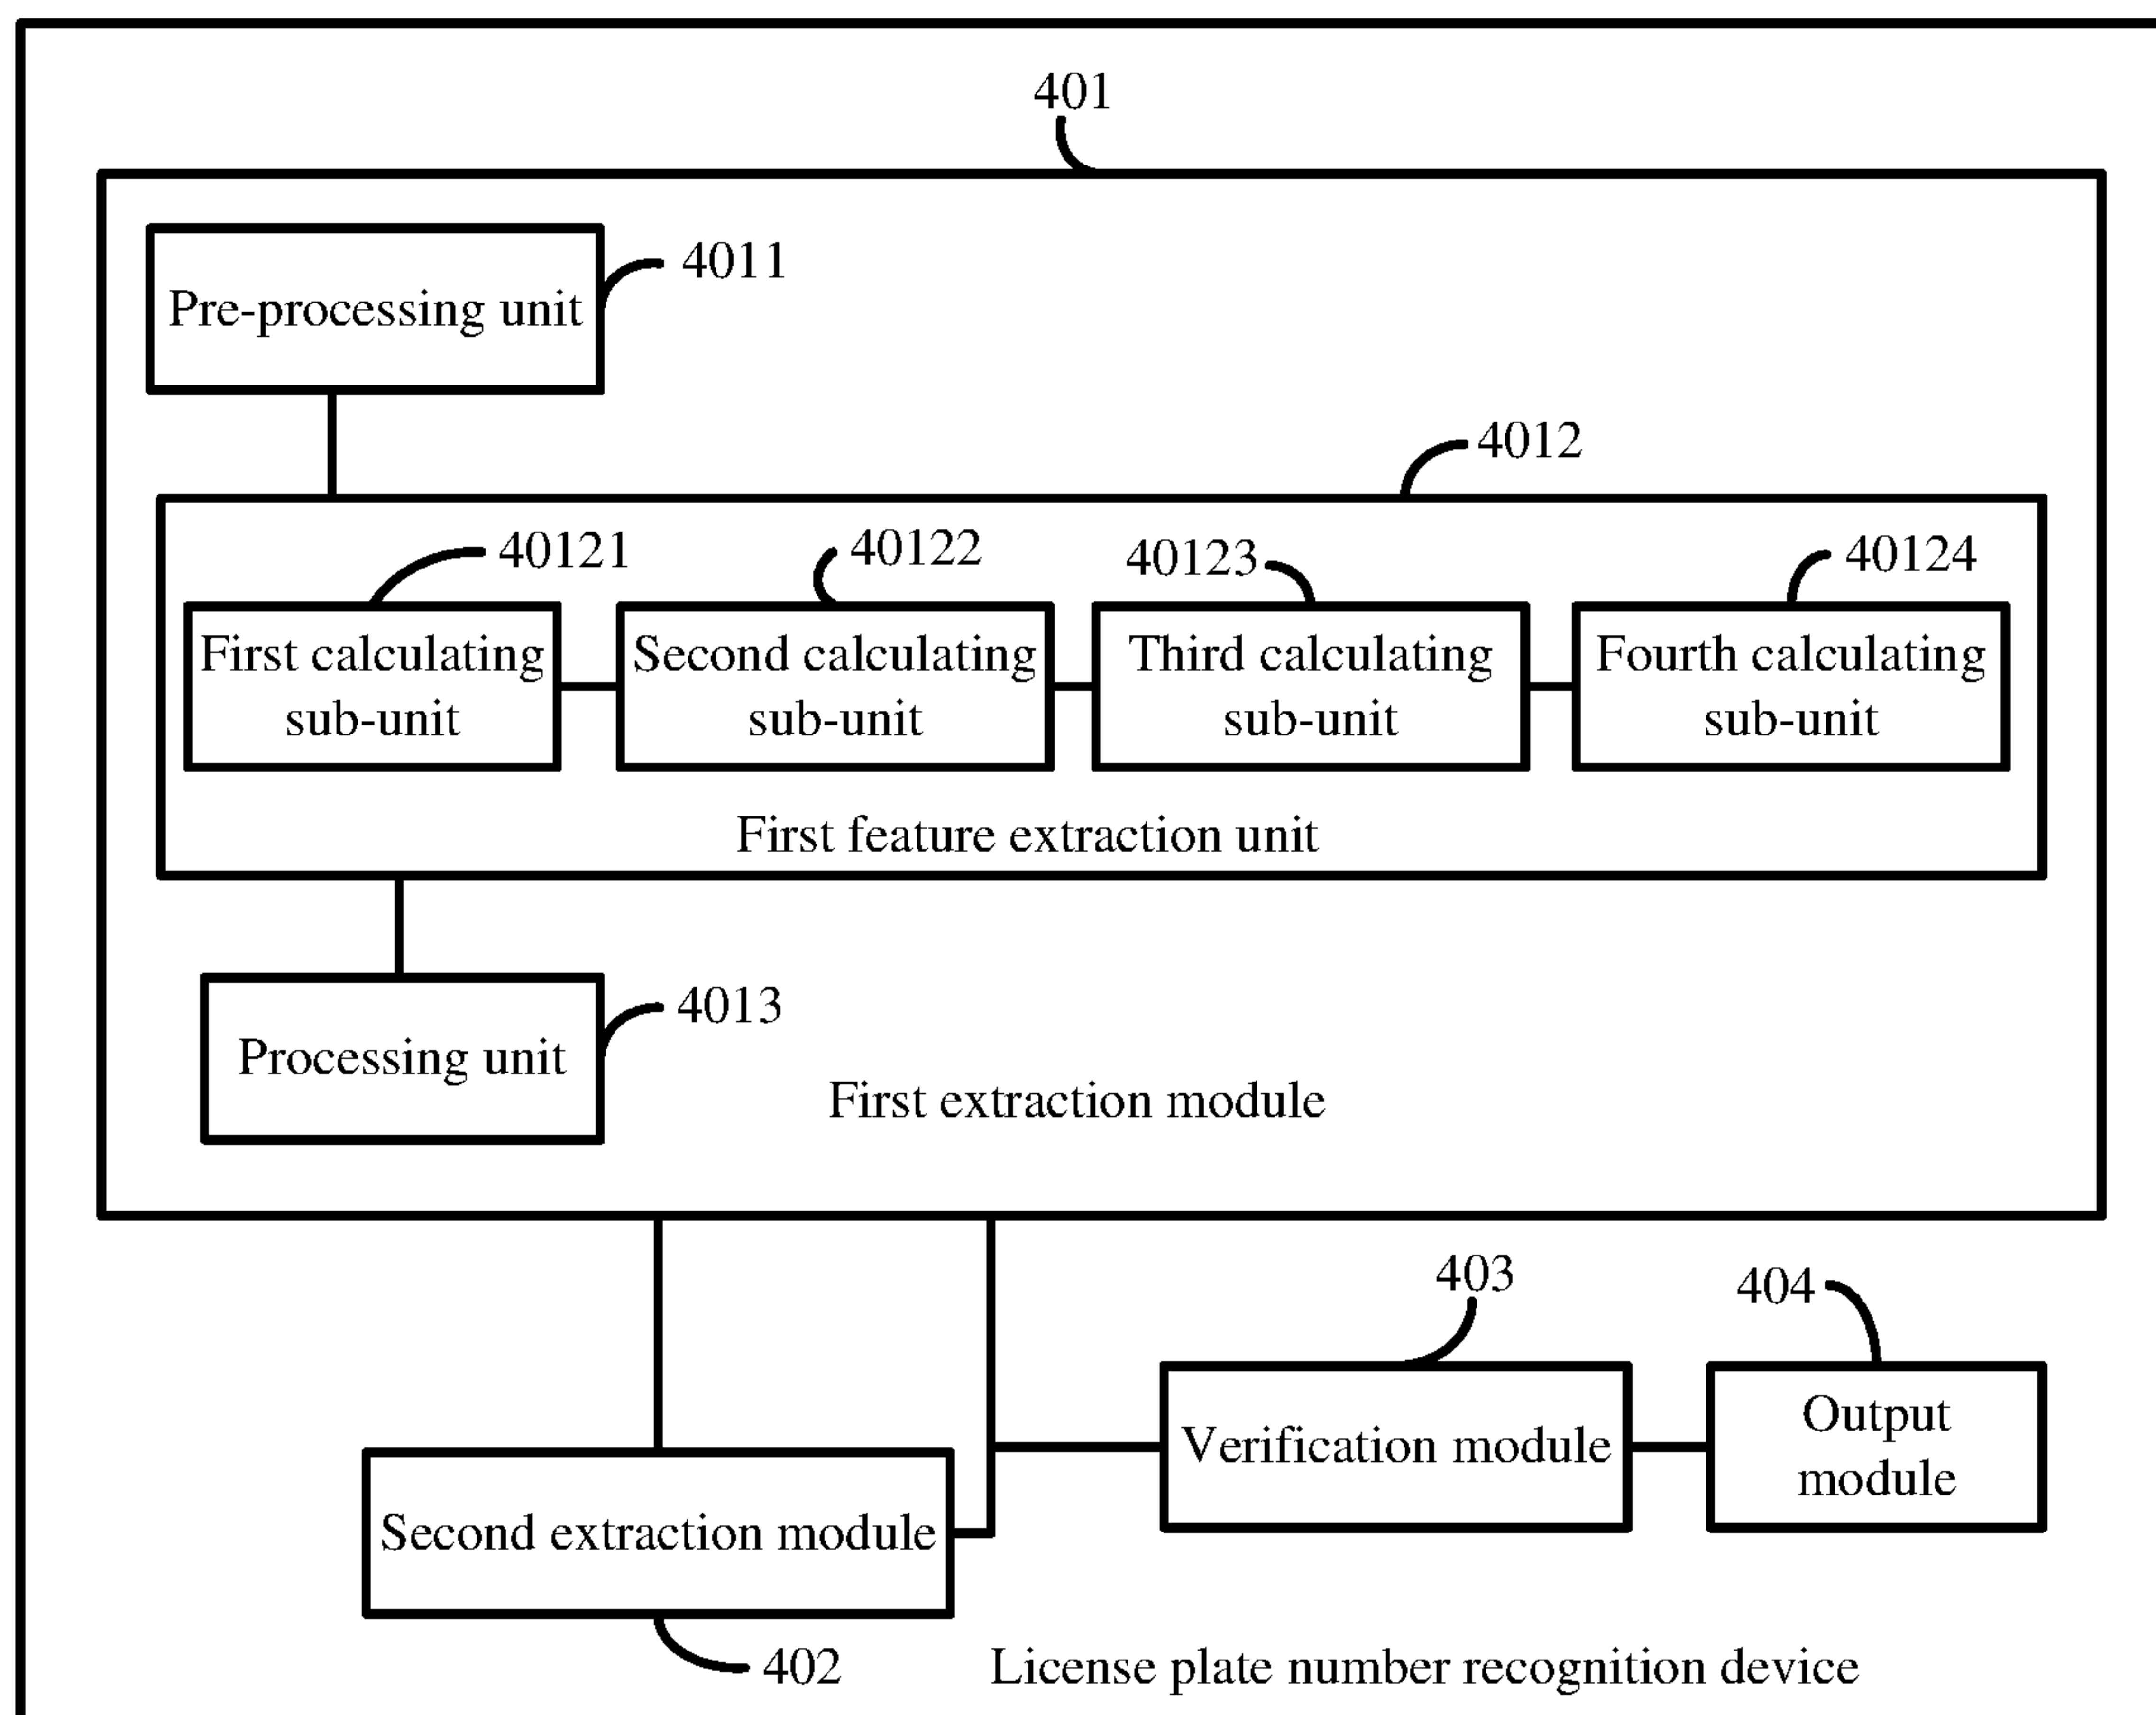 401
4011
Pre-processing unit
4012
40121
40122
40123
40124
First calculating
sub-unit
Second calculating
sub-unit
Third calculating
sub-unit
Fourth calculating
sub-unit
First feature extraction unit
4013
Processing unit
First extraction module
403
404
Verification module
Output
module
Second extraction module
402
License plate number recognition device